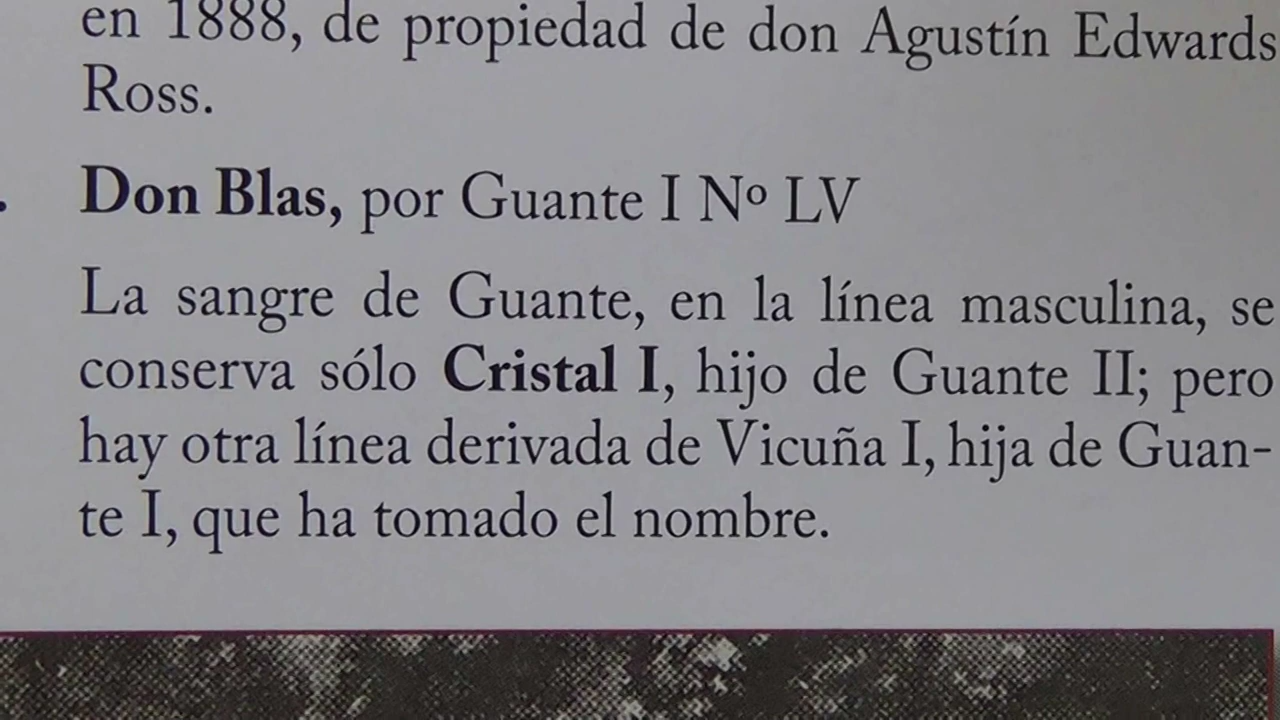 en 1888, de propiedad de don Agustín Edwards
Ross.
. Don Blas, por Guante I Nº LV
La sangre de Guante, en la línea masculina, se
conserva sólo Cristal I, hijo de Guante II; pero
hay otra línea derivada de Vicuña I, hija de Guan-
te I, que ha tomado el nombre.